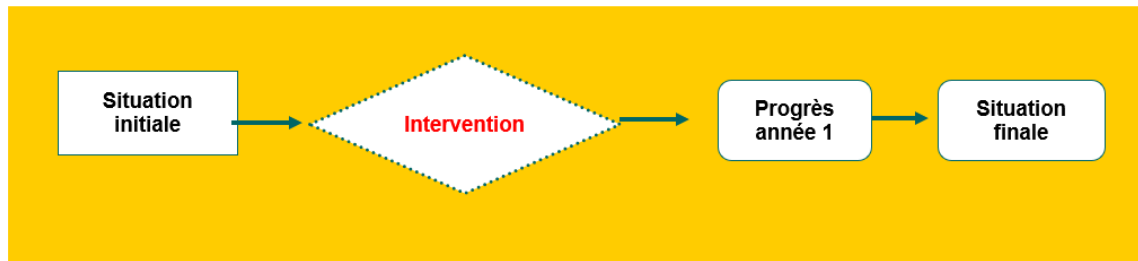 Situation
initiale
Intervention
Progrès
année 1
Situation
finale